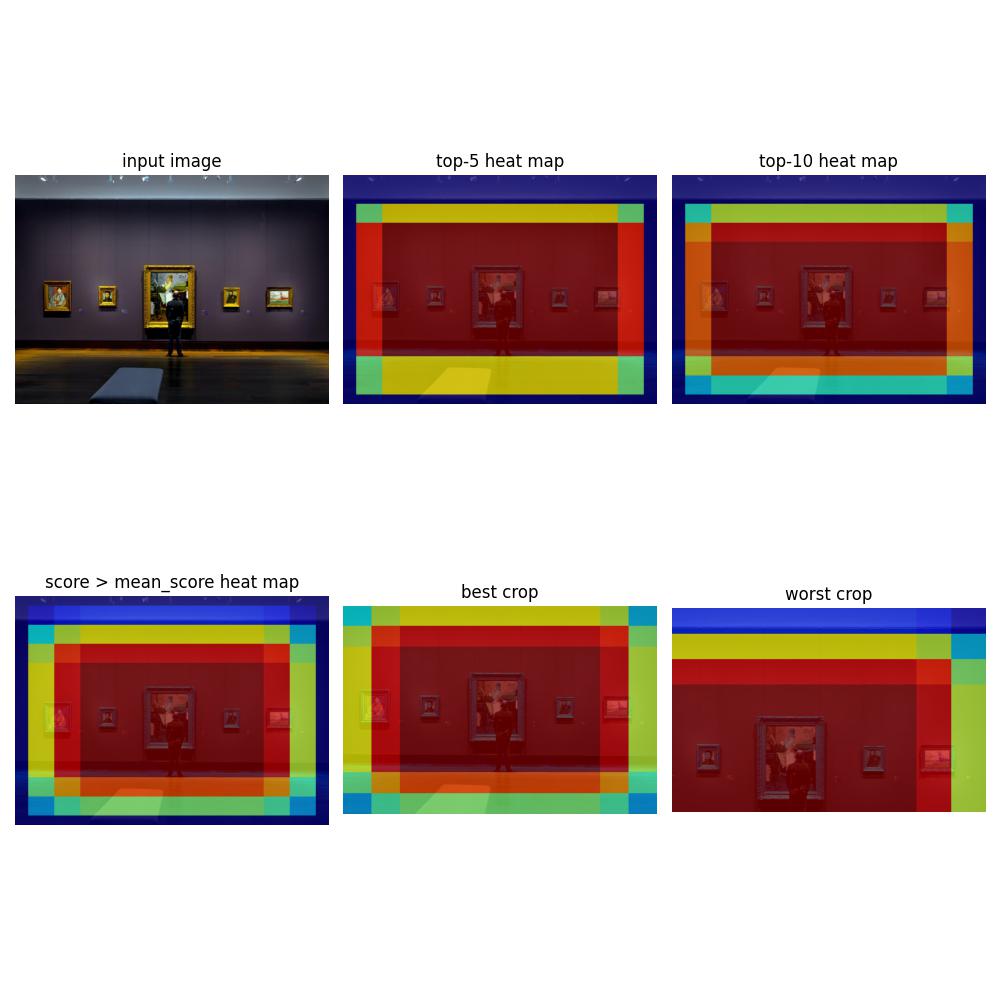 input image
top-5 heat map
top-10 heat map
score > mean_score heat map
best crop
worst crop